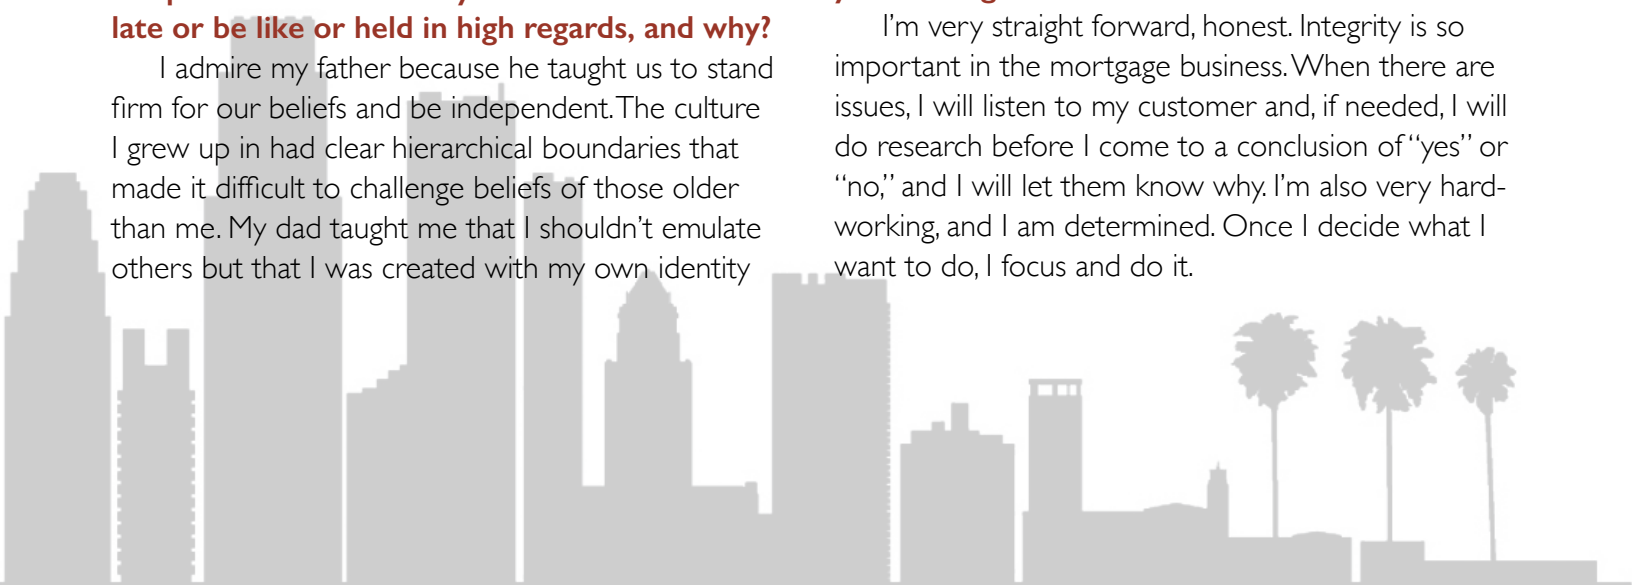 late or be like or held in high regards, and why?
I admire my father because he taught us to stand
firm for our beliefs and be independent. The culture
I grew up in had clear hierarchical boundaries that
made it difficult to challenge beliefs of those older
than me. My dad taught me that I shouldn’t emulate
others but that I was created with my own identity
I’m very straight forward, honest. Integrity is so
important in the mortgage business. When there are
issues, I will listen to my customer and, if needed, I will
do research before I come to a conclusion of “yes” or
“no,” and I will let them know why. I’m also very hard-
working, and I am determined. Once I decide what I
want to do, I focus and do it.